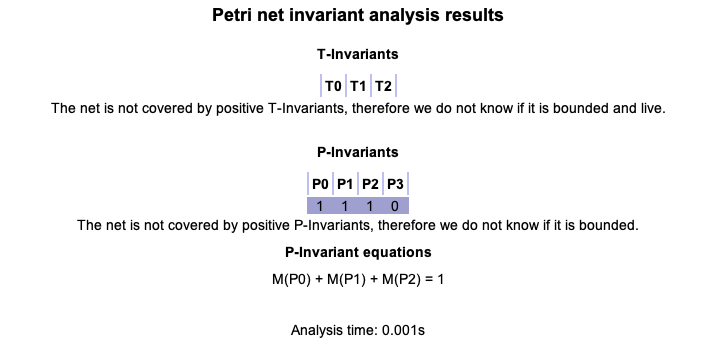 Petri net invariant analysis results
T-Invariants
T0 T1 T2
The net is not covered by positive T-Invariants, therefore we do not know if it is bounded and live.
P-Invariants
P0 P1 P2 P3
1 1 1 0
The net is not covered by positive P-Invariants, therefore we do not know if it is bounded.
P-Invariant equations
M(P0) + M(P1) + M(P2) = 1
Analysis time: 0.001s